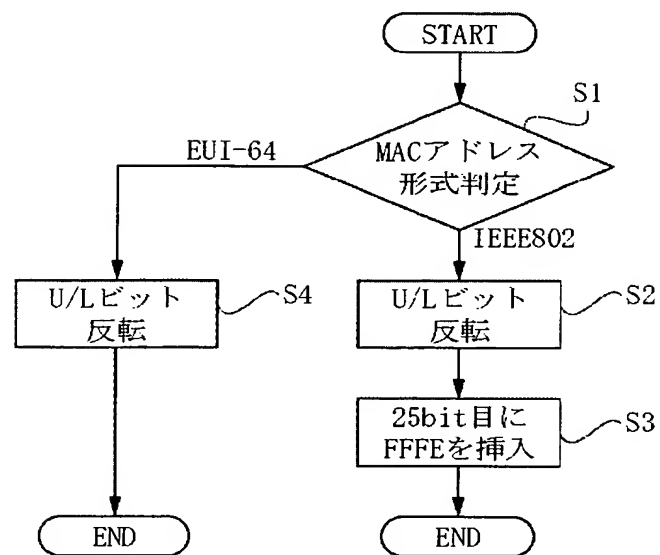 START
S1
MACアドレス
形式判定
EUI-64
IEEE802
U/Lビット
反転
S4
U/Lビット
反転
S2
25bit目に
FFFEを挿入
S3
END
END